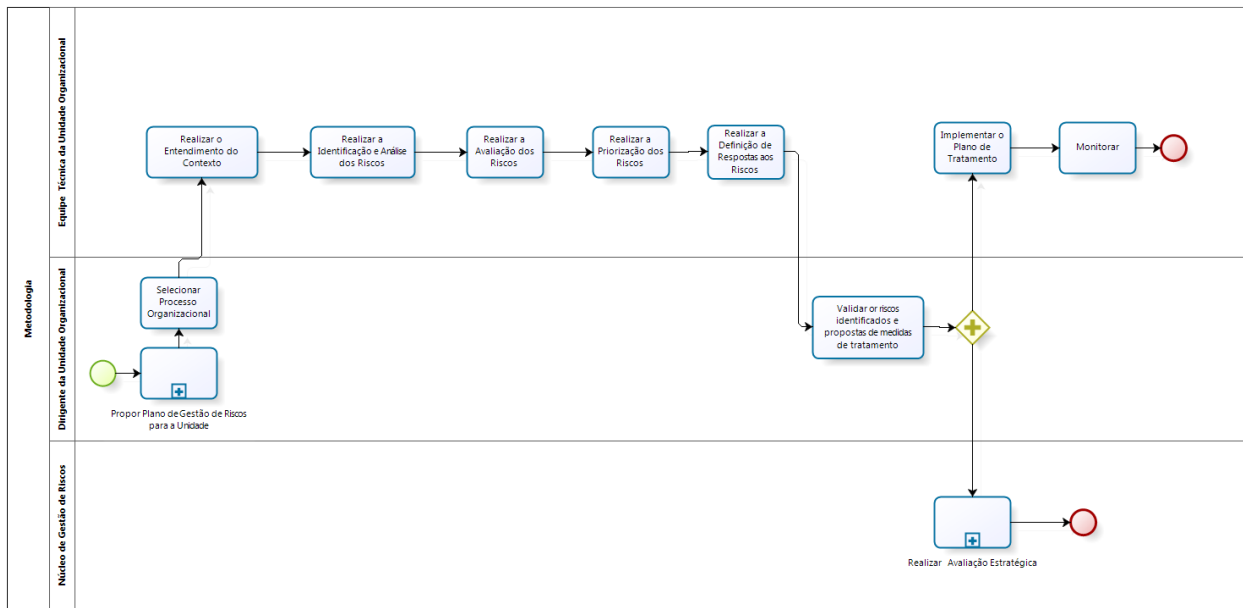 Metodologia
Equipe Técnica da Unidade Organizacional
Realizar o
Entendimento do
Contexto
Realizar a
Identificação e Análise
dos Riscos
Realizar a
Avaliação dos
Riscos
Realizar a
Priorização dos
Riscos
Realizar a
Definição de
Respostas aos
Riscos
Implementar o
Plano de
Tratamento
Monitorar
Dirigente da Unidade Organizacional
Selecionar
Processo
Organizacional
Propor Plano de Gestão de Riscos
para a Unidade
Validar or riscos
identificados e
propostas de medidas
de tratamento
Núcleo de Gestão de Riscos
Realizar Avaliação Estratégica